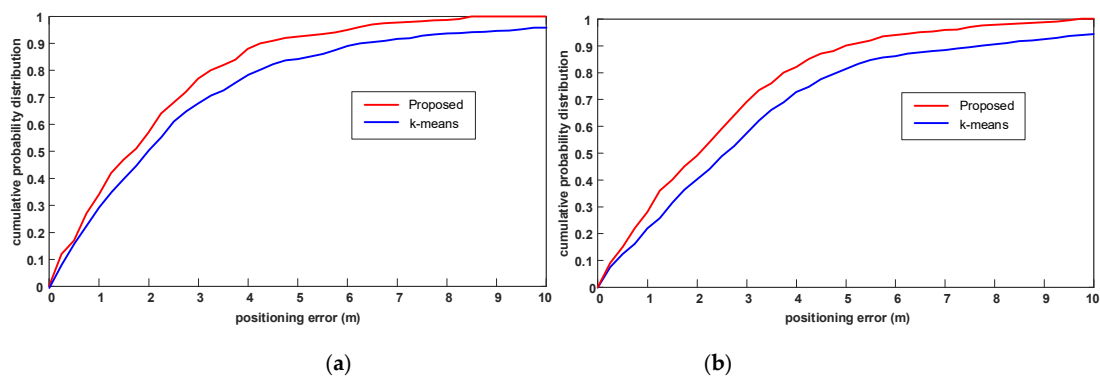 cumulative probability distribution
1
0.9
0.8
0.7
0.6
0.5
0.4
0.3
0.2
0.1
0
0 1 2 3 4 5 6 7 8 9 10
positioning error (m)
Proposed
k-means
(a)
cumulative probability distribution
1
0.9
0.8
0.7
0.6
0.5
0.4
0.3
0.2
0.1
0
0 1 2 3 4 5 6 7 8 9 10
positioning error (m)
Proposed
k-means
(b)